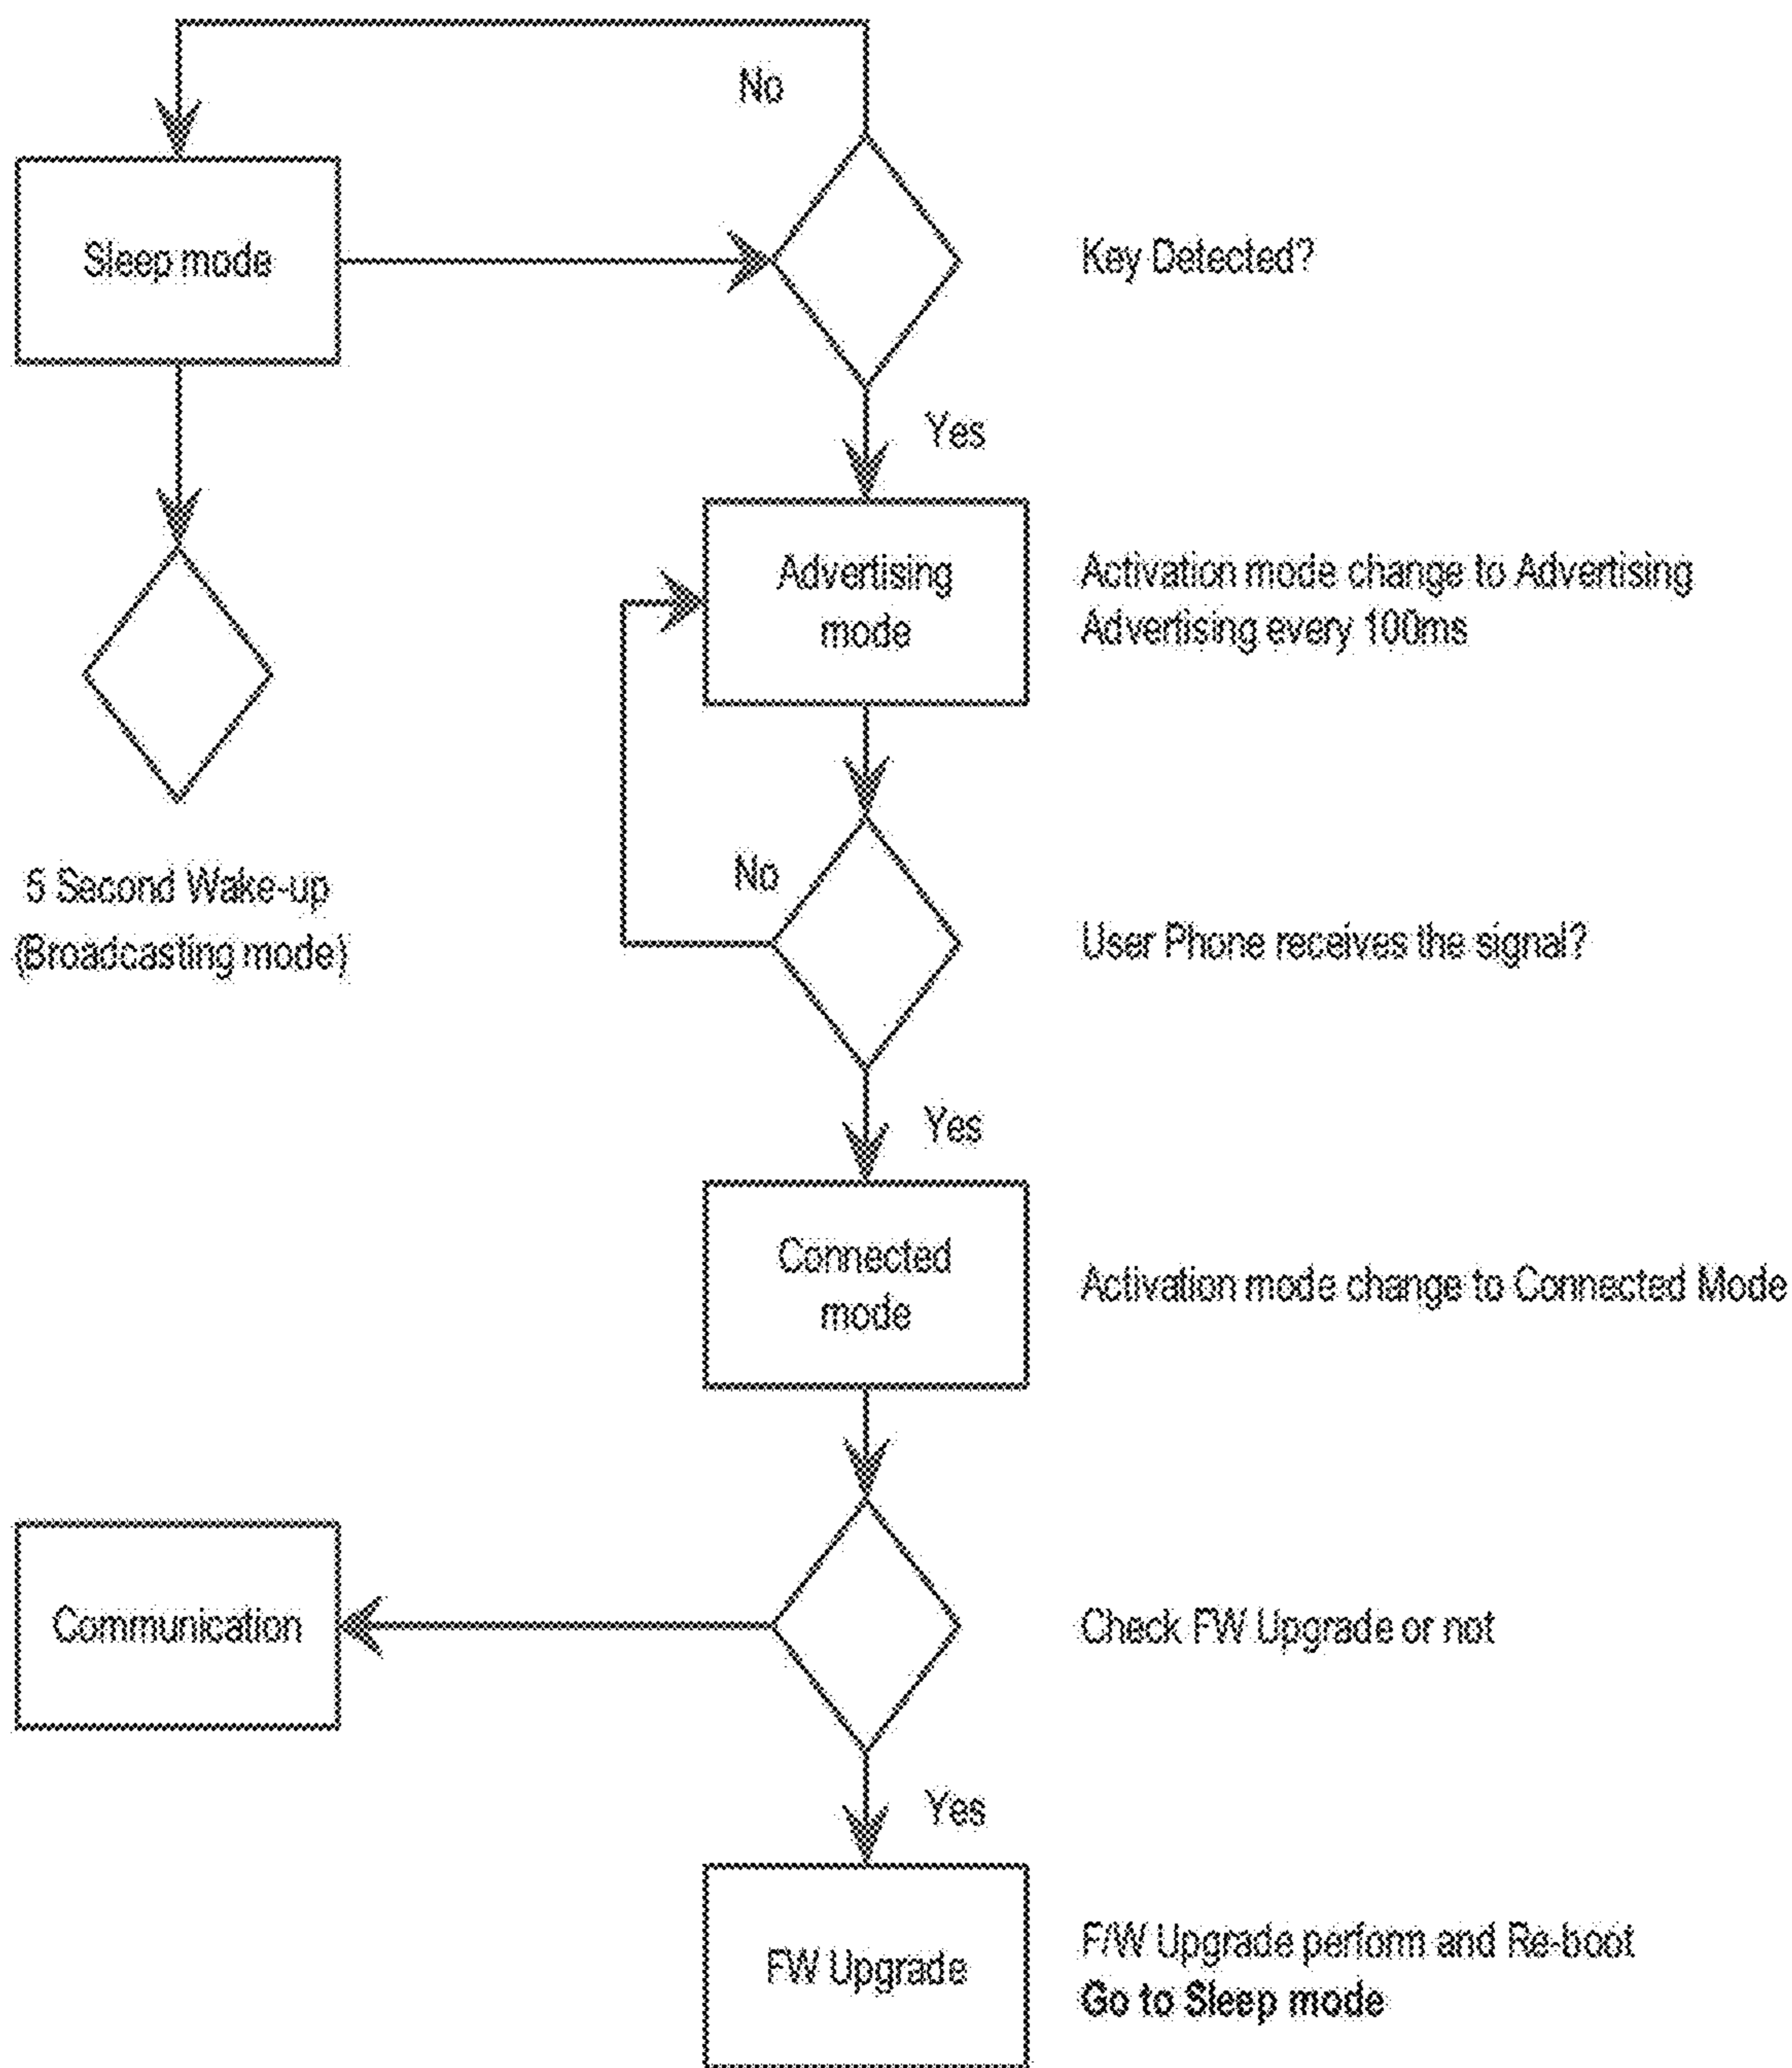 No
Sleep mode
Key Detected?
Yes
Advertising
mode
Activation mode change to Advertising
Advertising every 100ms
5 Second Wake-up
(Broadcasting mode)
No
User Phone receives the signal?
Yes
Connected
mode
Activation mode change to Connected Mode
Communication
Check FW Upgrade or not
Yes
FW Upgrade
F/W Upgrade perform and Re-boot
Go to Sleep mode